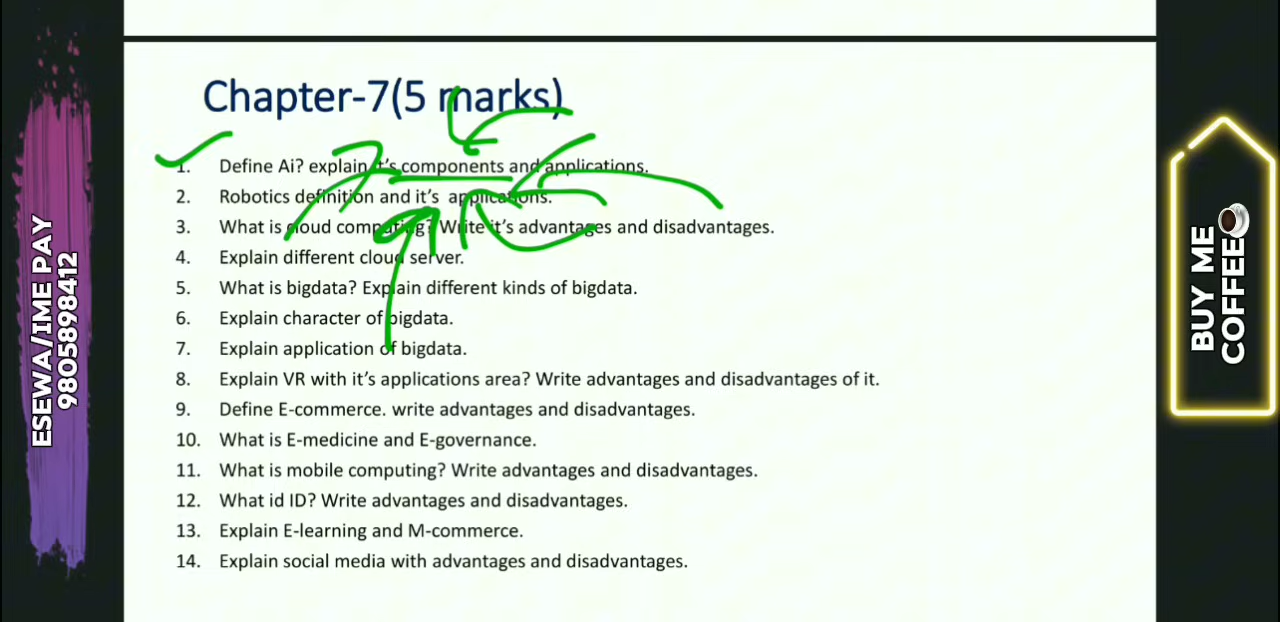 Chapter-7(5 marks)
1. Define Ai? explain it's components and applications.
2. Robotics definition and it's applications.
3. What is cloud computing? Write it's advantages and disadvantages.
4. Explain different cloud server.
5. What is bigdata? Explain different kinds of bigdata.
6. Explain character of bigdata.
7. Explain application of bigdata.
8. Explain VR with it's applications area? Write advantages and disadvantages of it.
9. Define E-commerce. write advantages and disadvantages.
10. What is E-medicine and E-governance.
11. What is mobile computing? Write advantages and disadvantages.
12. What id ID? Write advantages and disadvantages.
13. Explain E-learning and M-commerce.
14. Explain social media with advantages and disadvantages.
ESEWA/IME PAY
9805898412
BUY ME
COFFEE